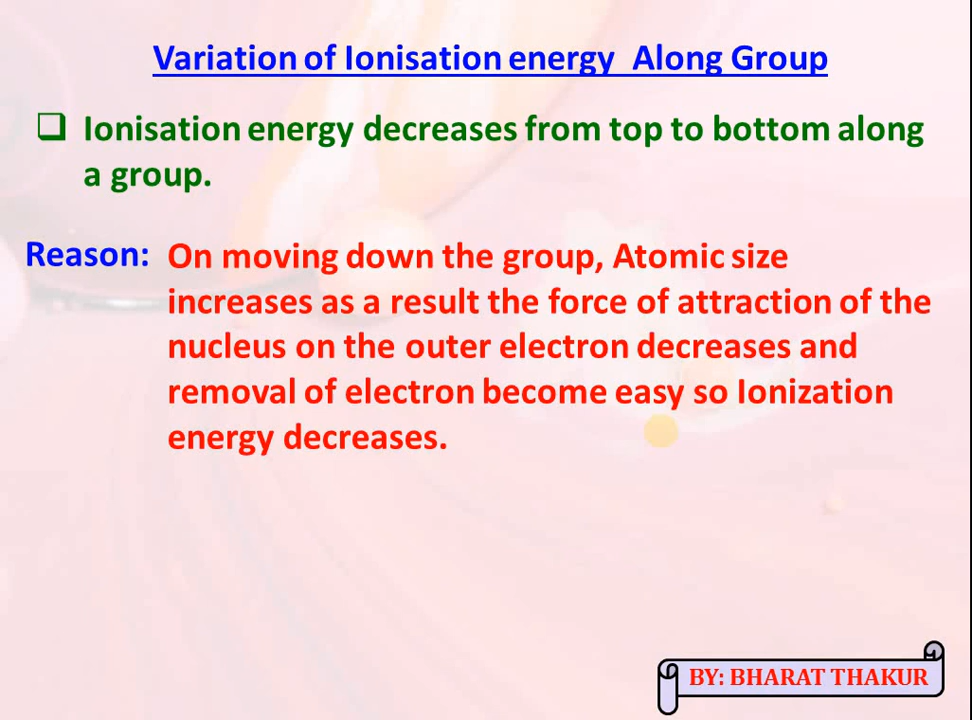 Variation of Ionisation energy Along Group
❑ Ionisation energy decreases from top to bottom along
a group.
Reason: On moving down the group, Atomic size
increases as a result the force of attraction of the
nucleus on the outer electron decreases and
removal of electron become easy so Ionization
energy decreases.
BY: BHARAT THAKUR